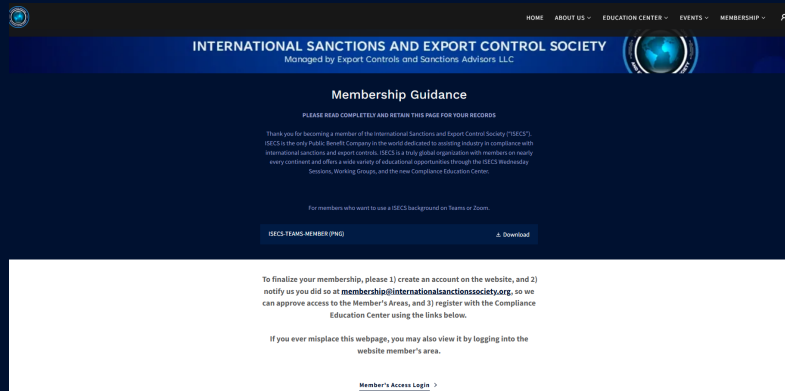 HOME ABOUT US EDUCATION CENTER EVENTS MEMBERSHIP
INTERNATIONAL SANCTIONS AND EXPORT CONTROL SOCIETY
Managed by Export Controls and Sanctions Advisors LLC
Membership Guidance
PLEASE READ COMPLETELY AND RETAIN THIS PAGE FOR YOUR RECORDS
Thank you for becoming a member of the International Sanctions and Export Control Society ("ISECS").
ISECS is the only Public Benefit Company in the world dedicated to assisting industry in compliance with
international sanctions and export controls. ISECS is a truly global organization with members on nearly
every continent and offers a wide variety of educational opportunities through the ISECS Wednesday
Sessions, Working Groups, and the new Compliance Education Center.
For members who want to use a ISECS background on Teams or Zoom.
ISECS-TEAMS-MEMBER (PNG) Download
To finalize your membership, please 1) create an account on the website, and 2)
notify us you did so at membership@internationalsanctionssociety.org, so we
can approve access to the Member's Areas, and 3) register with the Compliance
Education Center using the links below.
If you ever misplace this webpage, you may also view it by logging into the
website member's area.
Member's Access Login >